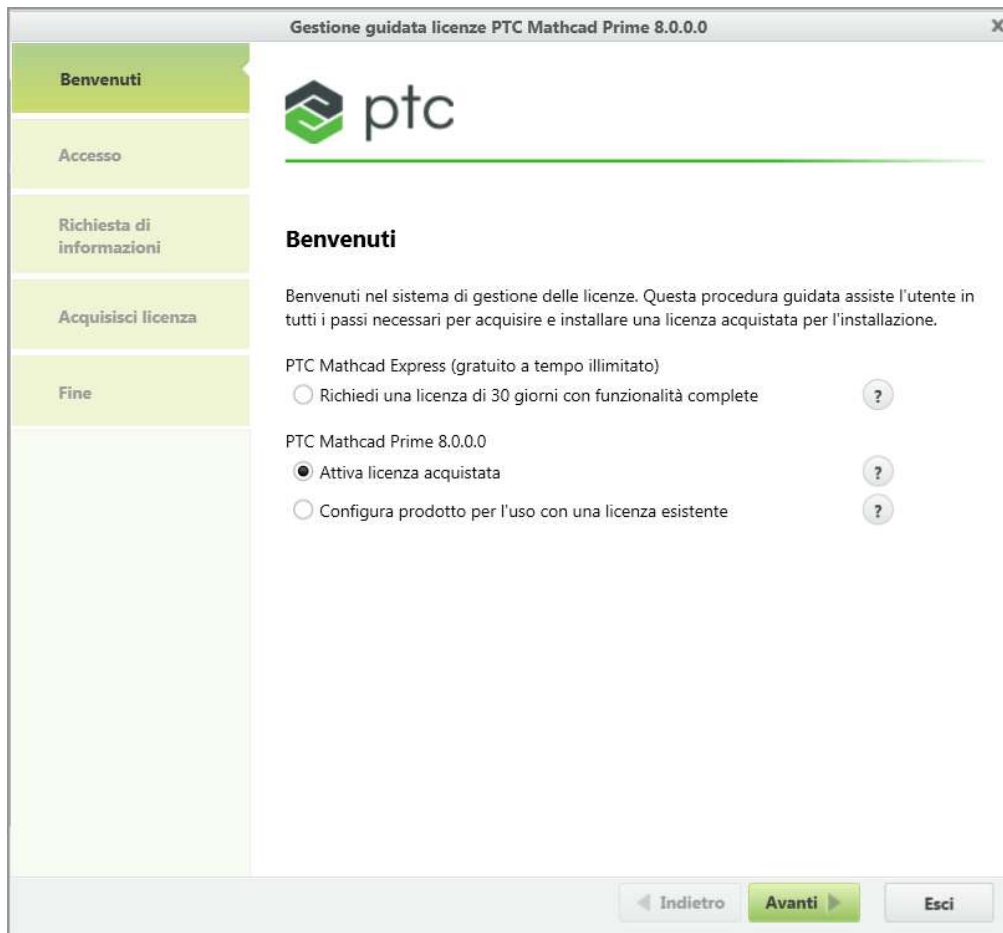 Gestione guidata licenze PTC Mathcad Prime 8.0.0.0
X
Benvenuti
Accesso
Richiesta di
informazioni
Acquisisci licenza
Fine
ptc
Benvenuti
Benvenuti nel sistema di gestione delle licenze. Questa procedura guidata assiste l'utente in
tutti i passi necessari per acquisire e installare una licenza acquistata per l'installazione.
PTC Mathcad Express (gratuito a tempo illimitato)
Richiedi una licenza di 30 giorni con funzionalità complete ?
PTC Mathcad Prime 8.0.0.0
Attiva licenza acquistata ?
Configura prodotto per l'uso con una licenza esistente ?
Indietro Avanti Esci